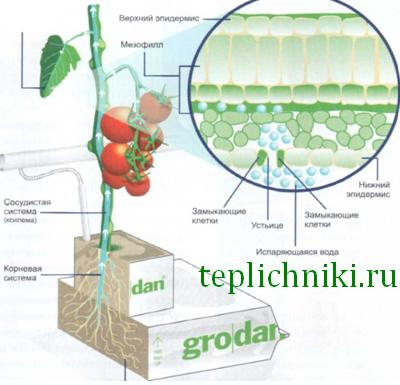 Верхний эпидермис
Мезофилл
Нижний
эпидермис
Замыкающие
клетки
Устьице
Замыкающие
клетки
Испаряющаяся вода
Сосудистая
система
(ксилема)
Корневая
система
grodan
teplichniki.ru
grodan